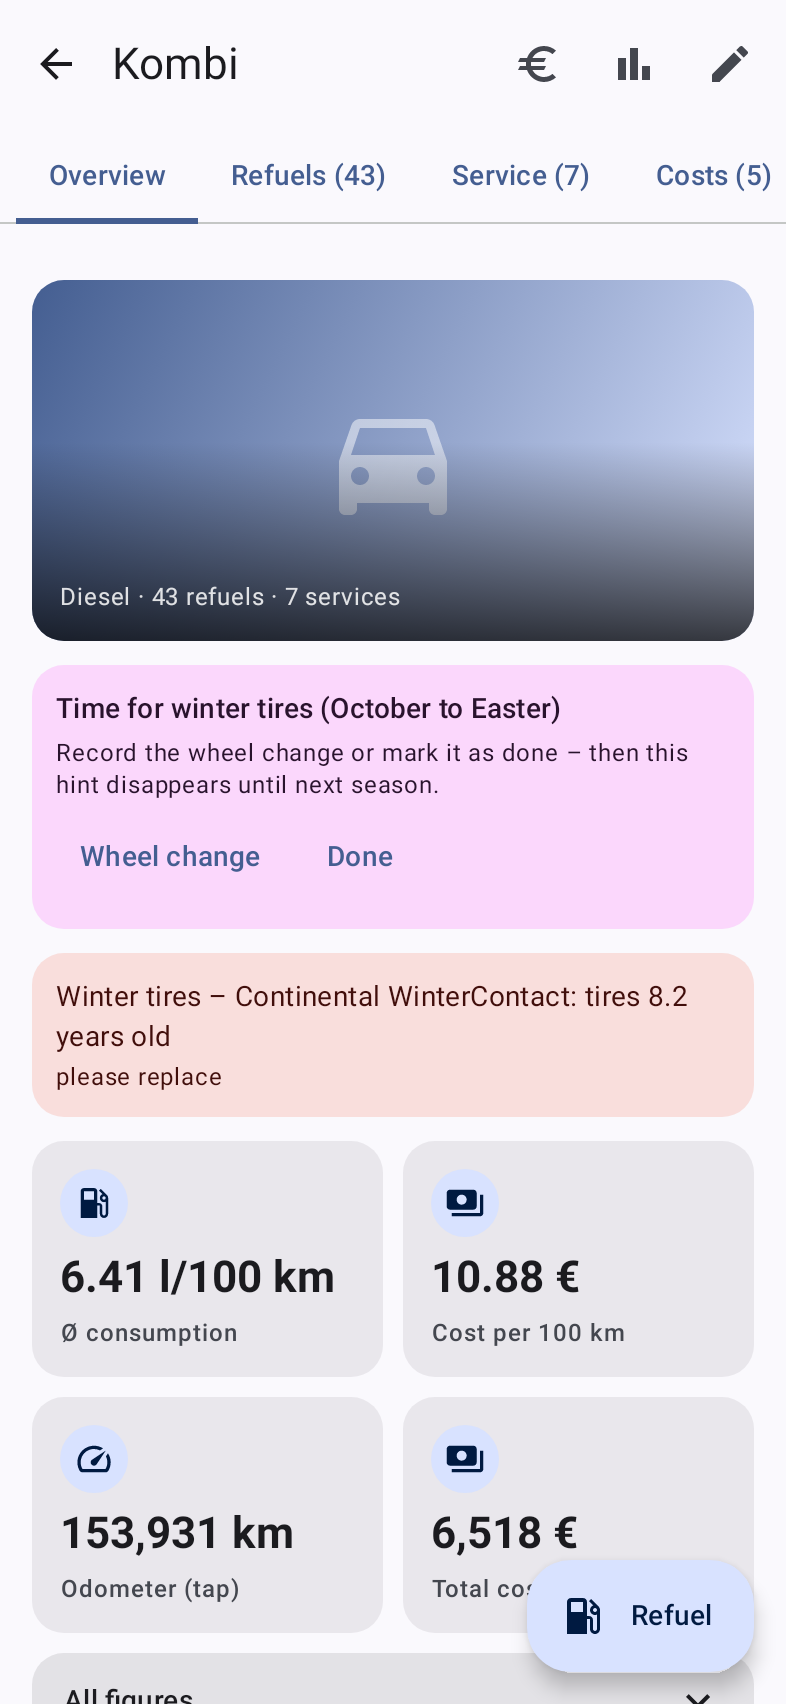 Kombi
Overview
Refuels (43)
Service (7)
Costs (5)
Diesel · 43 refuels · 7 services
Time for winter tires (October to Easter)
Record the wheel change or mark it as done – then this
hint disappears until next season.
Wheel change
Done
Winter tires – Continental WinterContact: tires 8.2
years old
please replace
6.41 l/100 km
Ø consumption
10.88 €
Cost per 100 km
153,931 km
Odometer (tap)
6,518 €
Total
Refuel
All figures